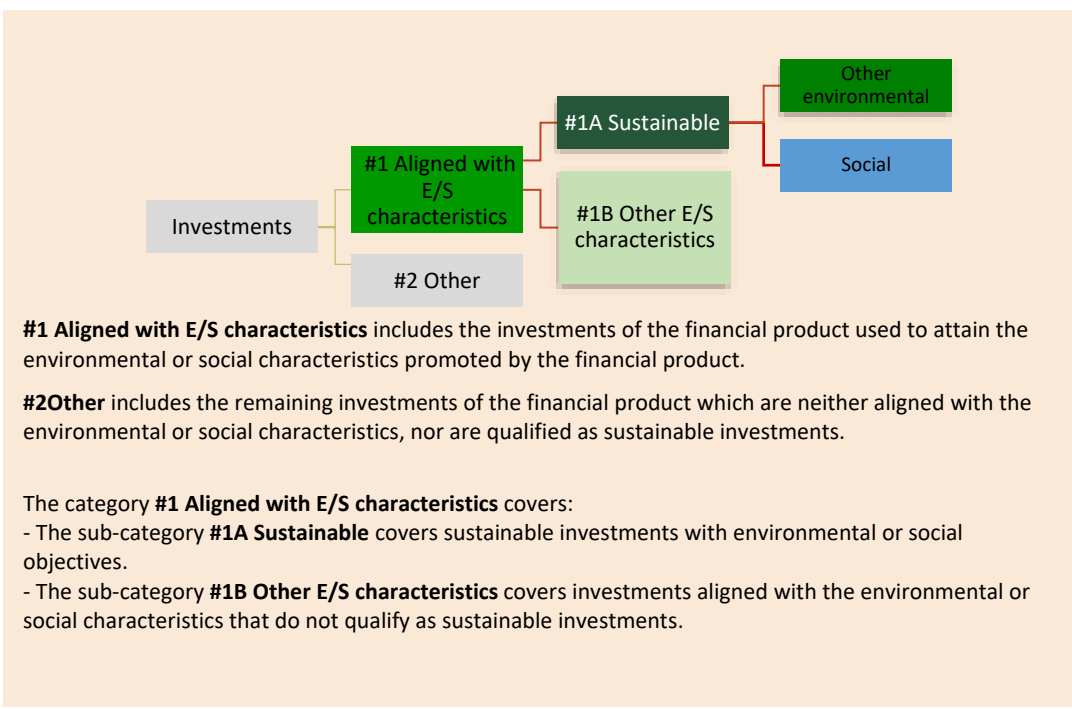 Other
environmental
#1A Sustainable
Social
#1 Aligned with
E/S
characteristics
#1B Other E/S
characteristics
Investments
#2 Other
#1 Aligned with E/S characteristics includes the investments of the financial product used to attain the
environmental or social characteristics promoted by the financial product.
#2Other includes the remaining investments of the financial product which are neither aligned with the
environmental or social characteristics, nor are qualified as sustainable investments.
The category #1 Aligned with E/S characteristics covers:
- The sub-category #1A Sustainable covers sustainable investments with environmental or social
objectives.
- The sub-category #1B Other E/S characteristics covers investments aligned with the environmental or
social characteristics that do not qualify as sustainable investments.